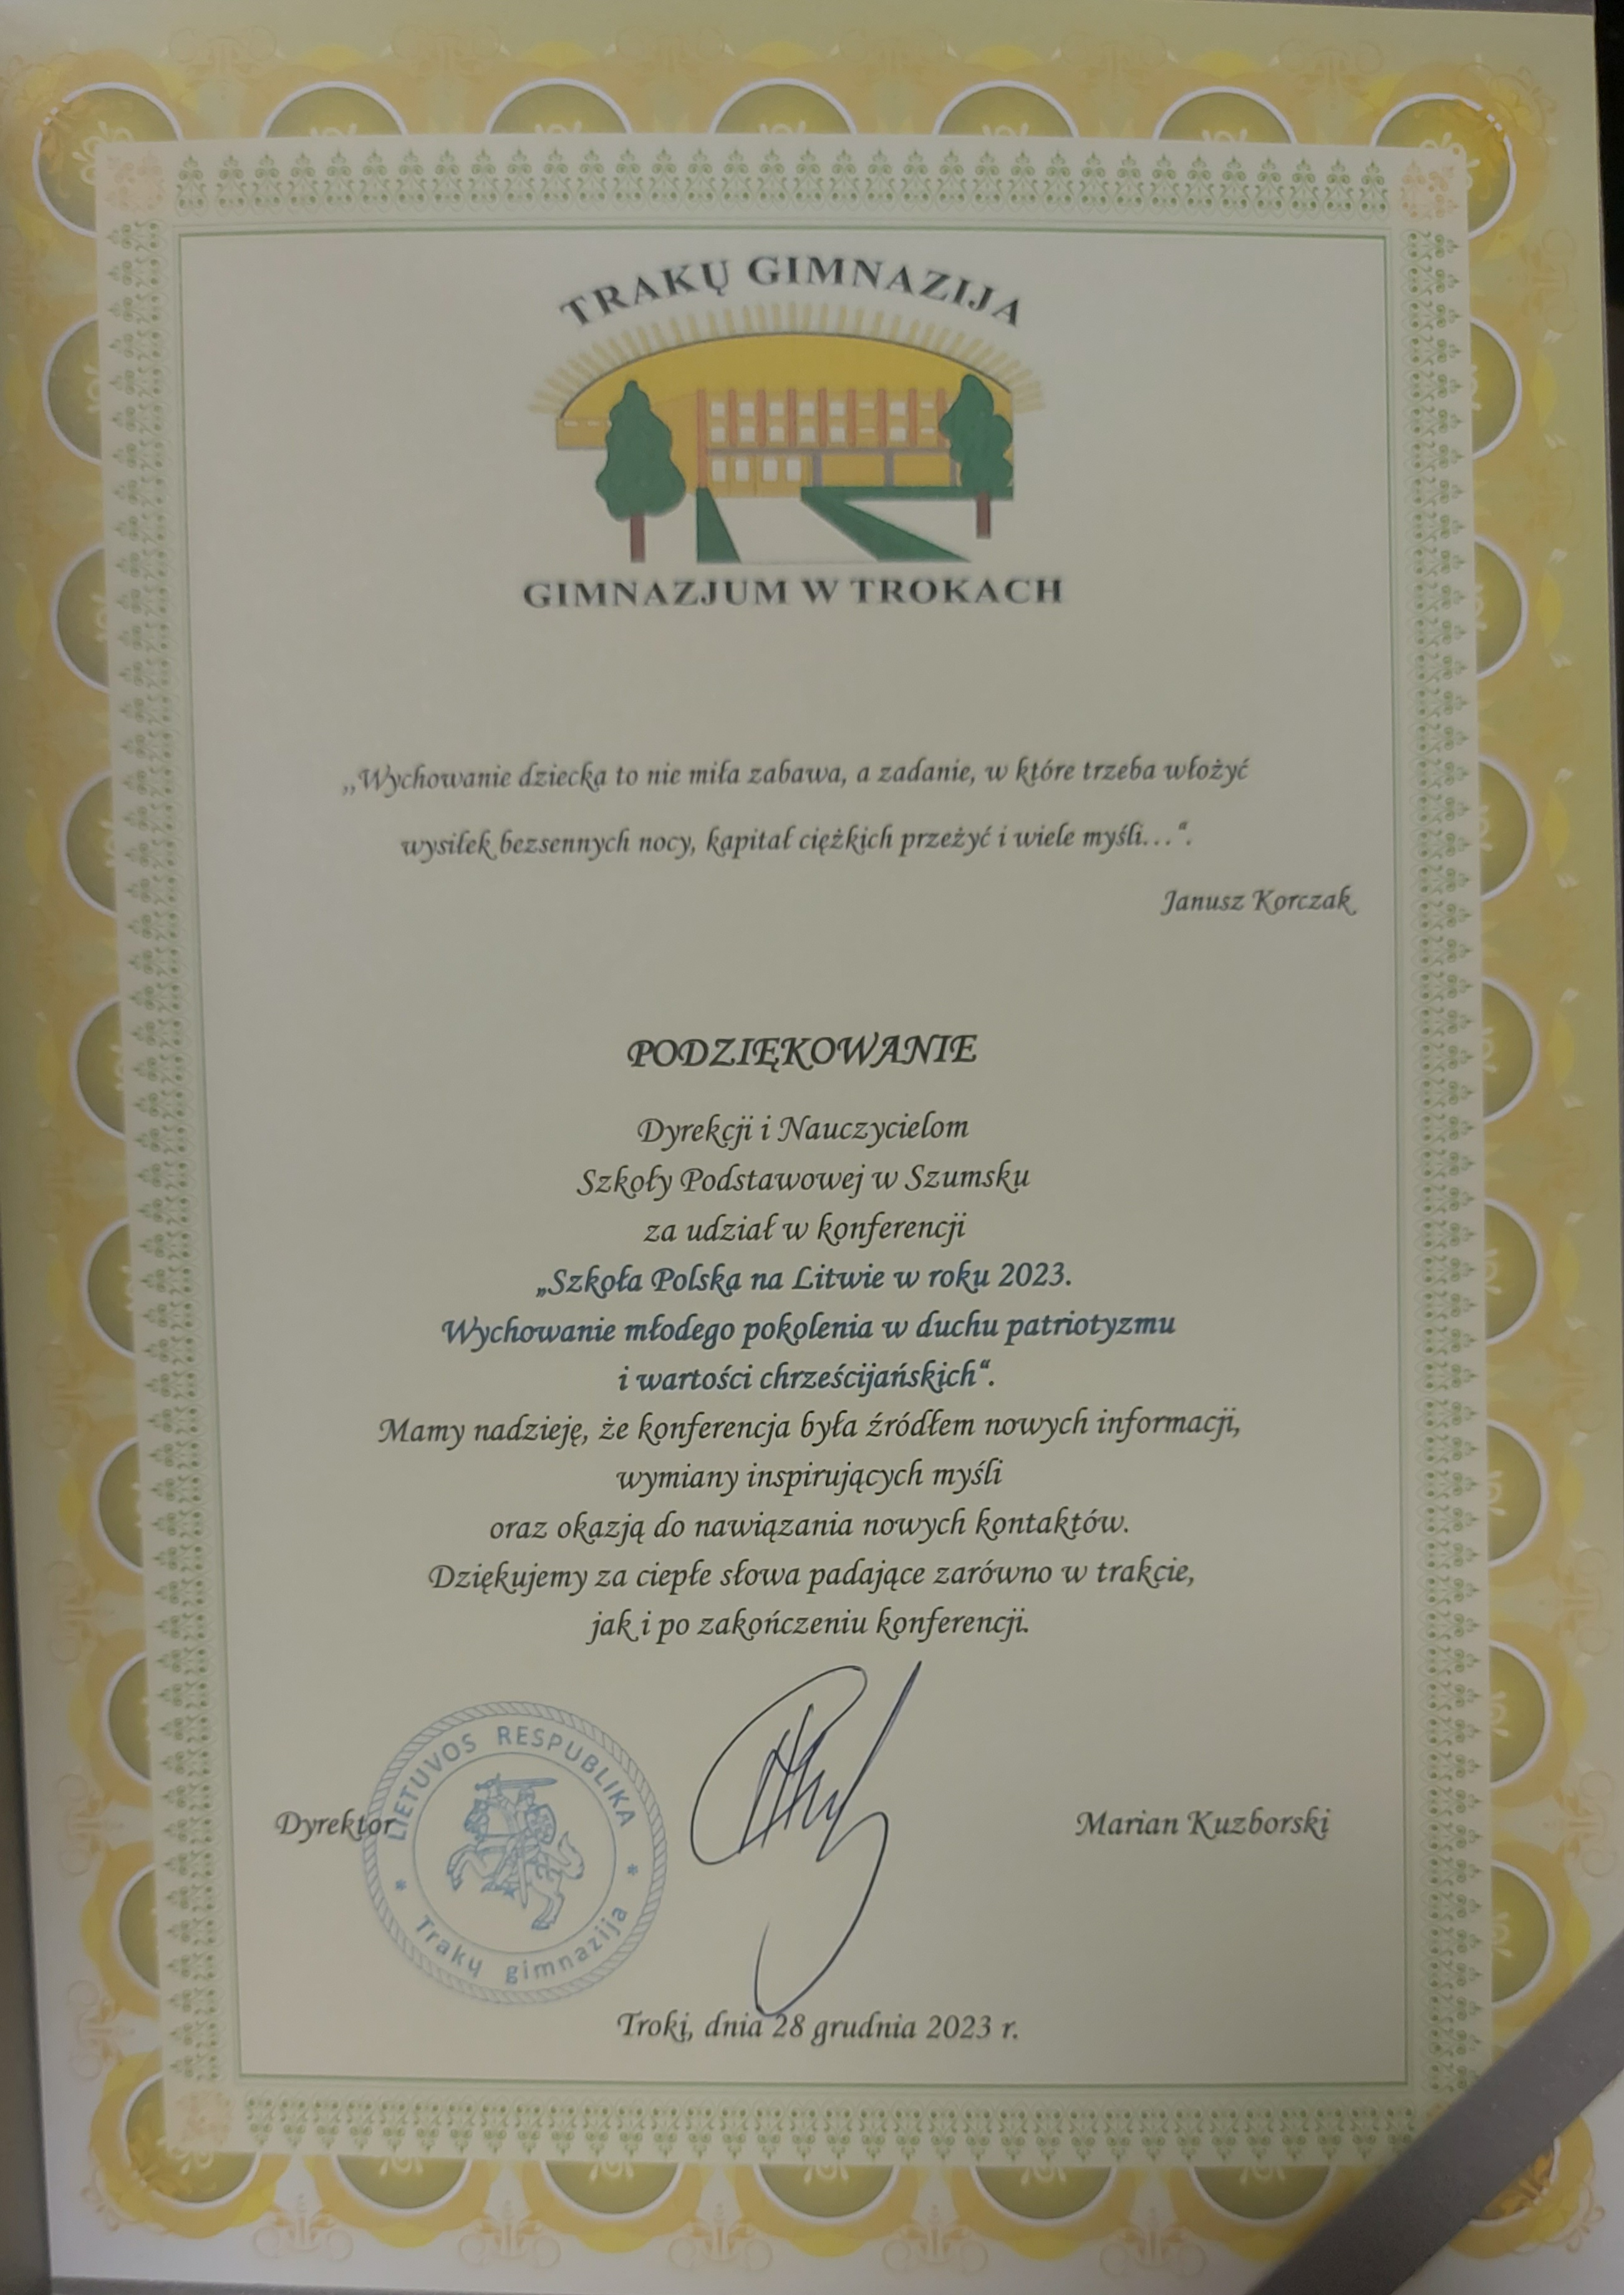 TRAKŲ GIMNAZIJA
GIMNAZJUM W TROKACH
„Wychowanie dziecka to nie miła zabawa, a zadanie, w które trzeba włożyć
wysiłek bezsennych nocy, kapitał ciężkich przeżyć i wiele myśli…“.
Janusz Korczak
PODZIĘKOWANIE
Dyrekcji i Nauczycielom
Szkoły Podstawowej w Szumsku
za udział w konferencji
„Szkoła Polska na Litwie w roku 2023.
Wychowanie młodego pokolenia w duchu patriotyzmu
i wartości chrześcijańskich“.
Mamy nadzieję, że konferencja była źródłem nowych informacji,
wymiany inspirujących myśli
oraz okazją do nawiązania nowych kontaktów.
Dziękujemy za ciepłe słowa padające zarówno w trakcie,
jak i po zakończeniu konferencji.
Dyrektor
LIETUVOS RESPUBLIKA
* Trakų gimnazija *
Marian Kuzborski
Troki, dnia 28 grudnia 2023 r.